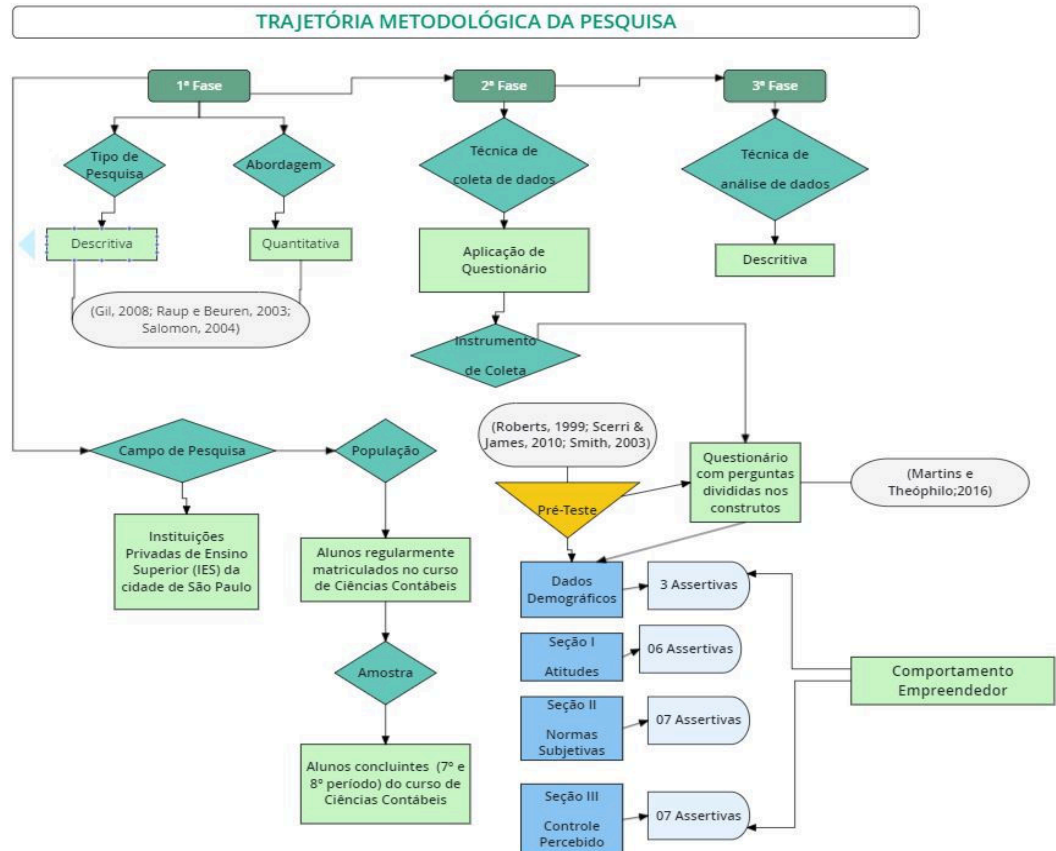 TRAJETÓRIA METODOLÓGICA DA PESQUISA
1ª Fase
2ª Fase
3ª Fase
Tipo de
Pesquisa
Abordagem
Técnica de
coleta de dados
Técnica de
análise de dados
Descritiva
Quantitativa
Aplicação de
Questionário
Descritiva
(Gil, 2008; Raup e Beuren, 2003;
Salomon, 2004)
Instrumento
de Coleta
Campo de Pesquisa
População
(Roberts, 1999; Scerri &
James, 2010; Smith, 2003)
Questionário
com perguntas
divididas nos
construtos
(Martins e
Theóphilo;2016)
Pré-Teste
Instituições
Privadas de Ensino
Superior (IES) da
cidade de São Paulo
Alunos regularmente
matriculados no curso
de Ciências Contábeis
Dados
Demográficos
3 Assertivas
Seção I
Atitudes
06 Assertivas
Amostra
Comportamento
Empreendedor
Seção II
Normas
Subjetivas
07 Assertivas
Alunos concluintes (7º e
8º período) do curso de
Ciências Contábeis
Seção III
Controle
Percebido
07 Assertivas